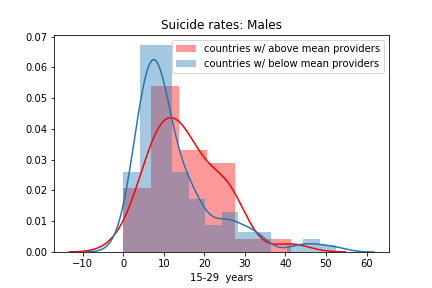 Suicide rates: Males
countries w/ above mean providers
countries w/ below mean providers
0.07
0.06
0.05
0.04
0.03
0.02
0.01
0.00
−10 0 10 20 30 40 50 60
15-29 years